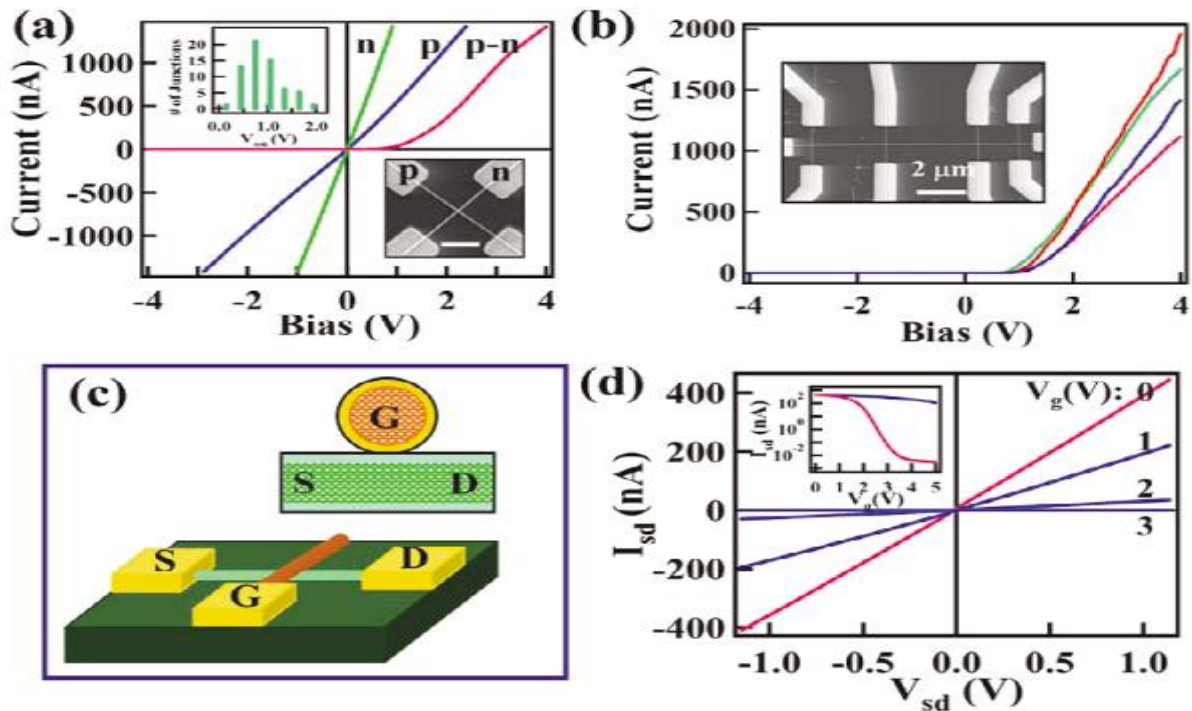 (a)
n p p-n
Current (nA)
1000
500
0
-500
-1000
-4 -2 0 2 4
Bias (V)
# of Junctions
20
15
10
5
0
0.0 1.0 2.0
(V)
p n
(b)
Current (nA)
2000
1500
1000
500
0
-4 -2 0 2 4
Bias (V)
2 μm
(c)
G
S D
S D
G
(d)
V_g(V): 0
1
2
3
I_sd (nA)
400
200
0
-200
-400
-1.0 -0.5 0.0 0.5 1.0
V_sd (V)
I_sd (nA)
10^2
10^0
10^-2
0 1 2 3 4 5
V_g(V)